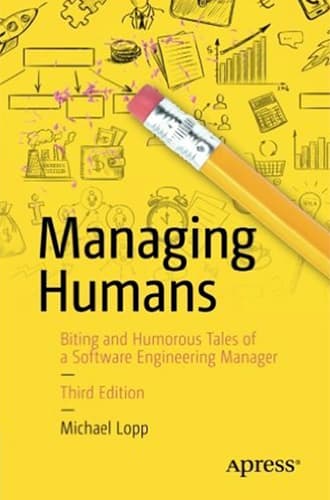 Managing
Humans
Biting and Humorous Tales of
a Software Engineering Manager
Third Edition
Michael Lopp
Apress®